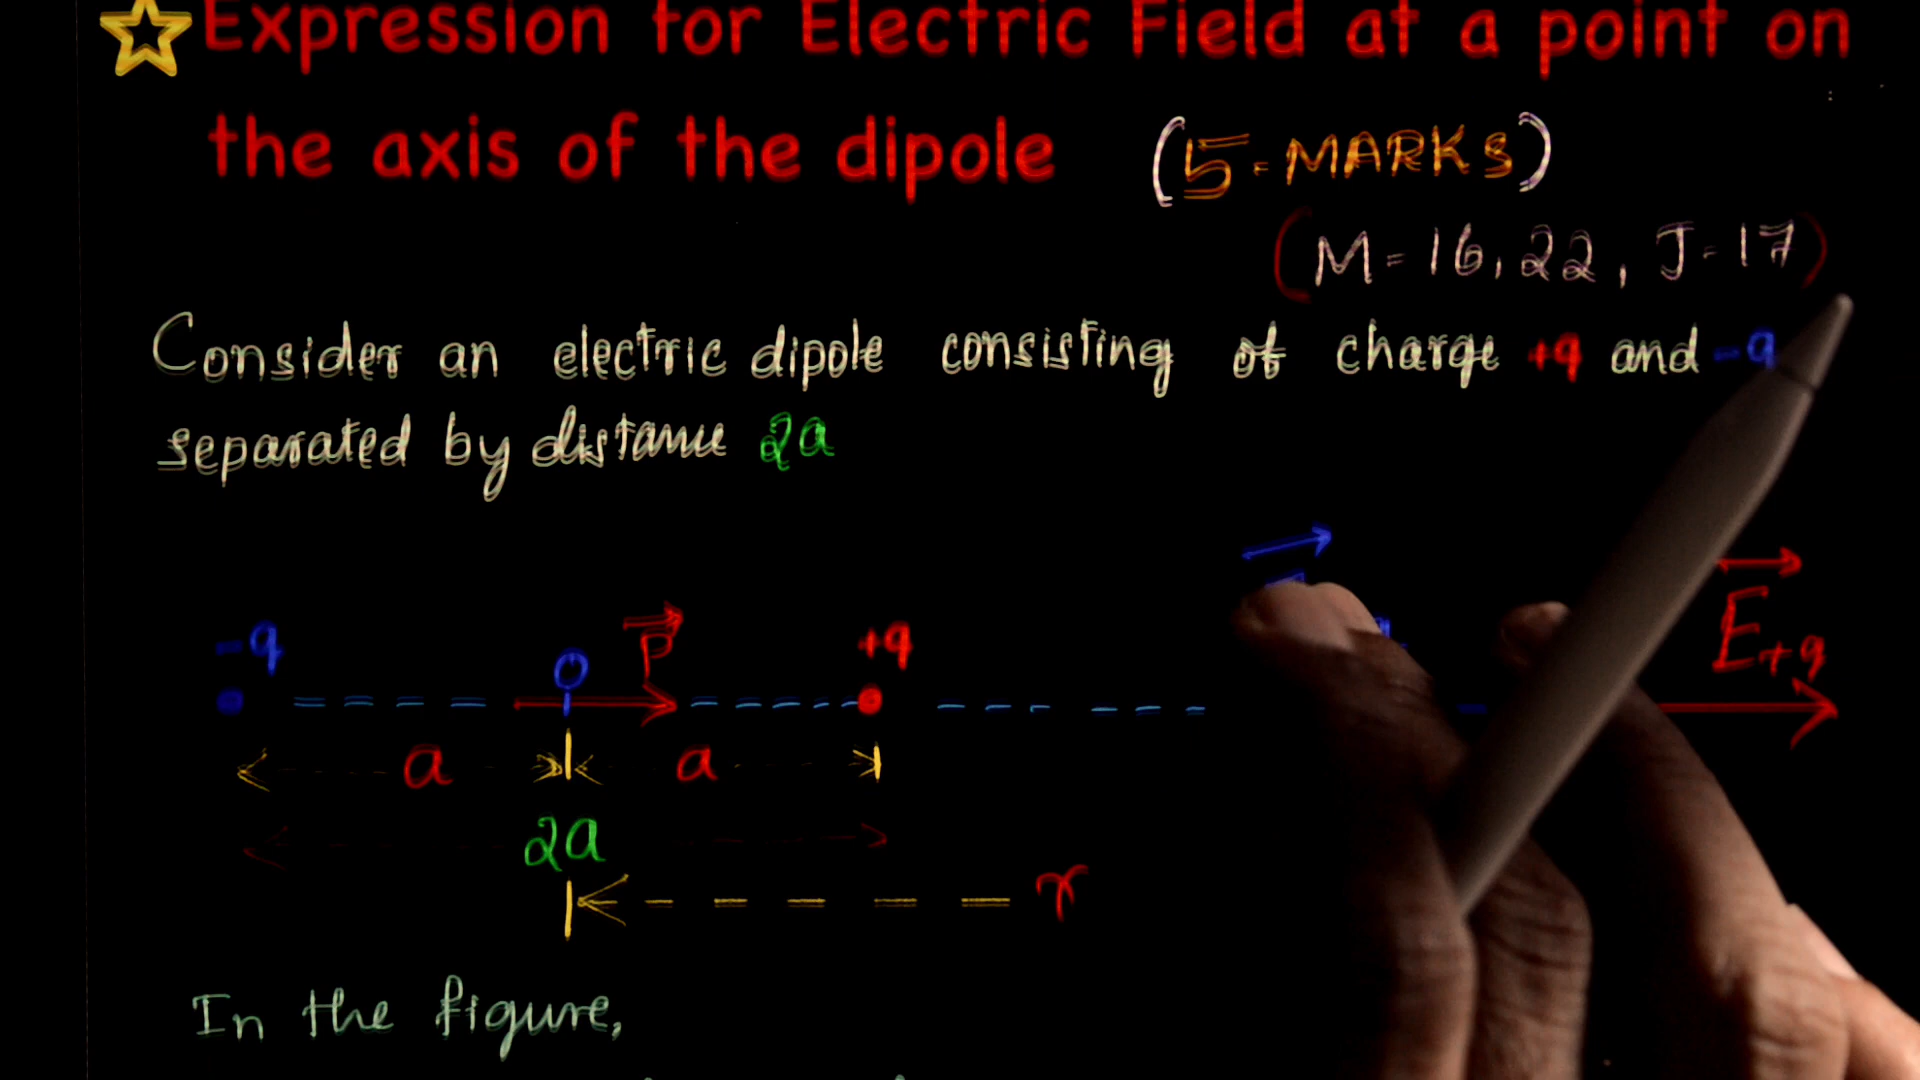 Expression for Electric Field at a point on
the axis of the dipole (5-MARKS)
(M-16, 22, J-17)
Consider an electric dipole consisting of charge +q and -q
separated by distance 2a
-q O P +q E+q
a a
2a
r
In the figure,